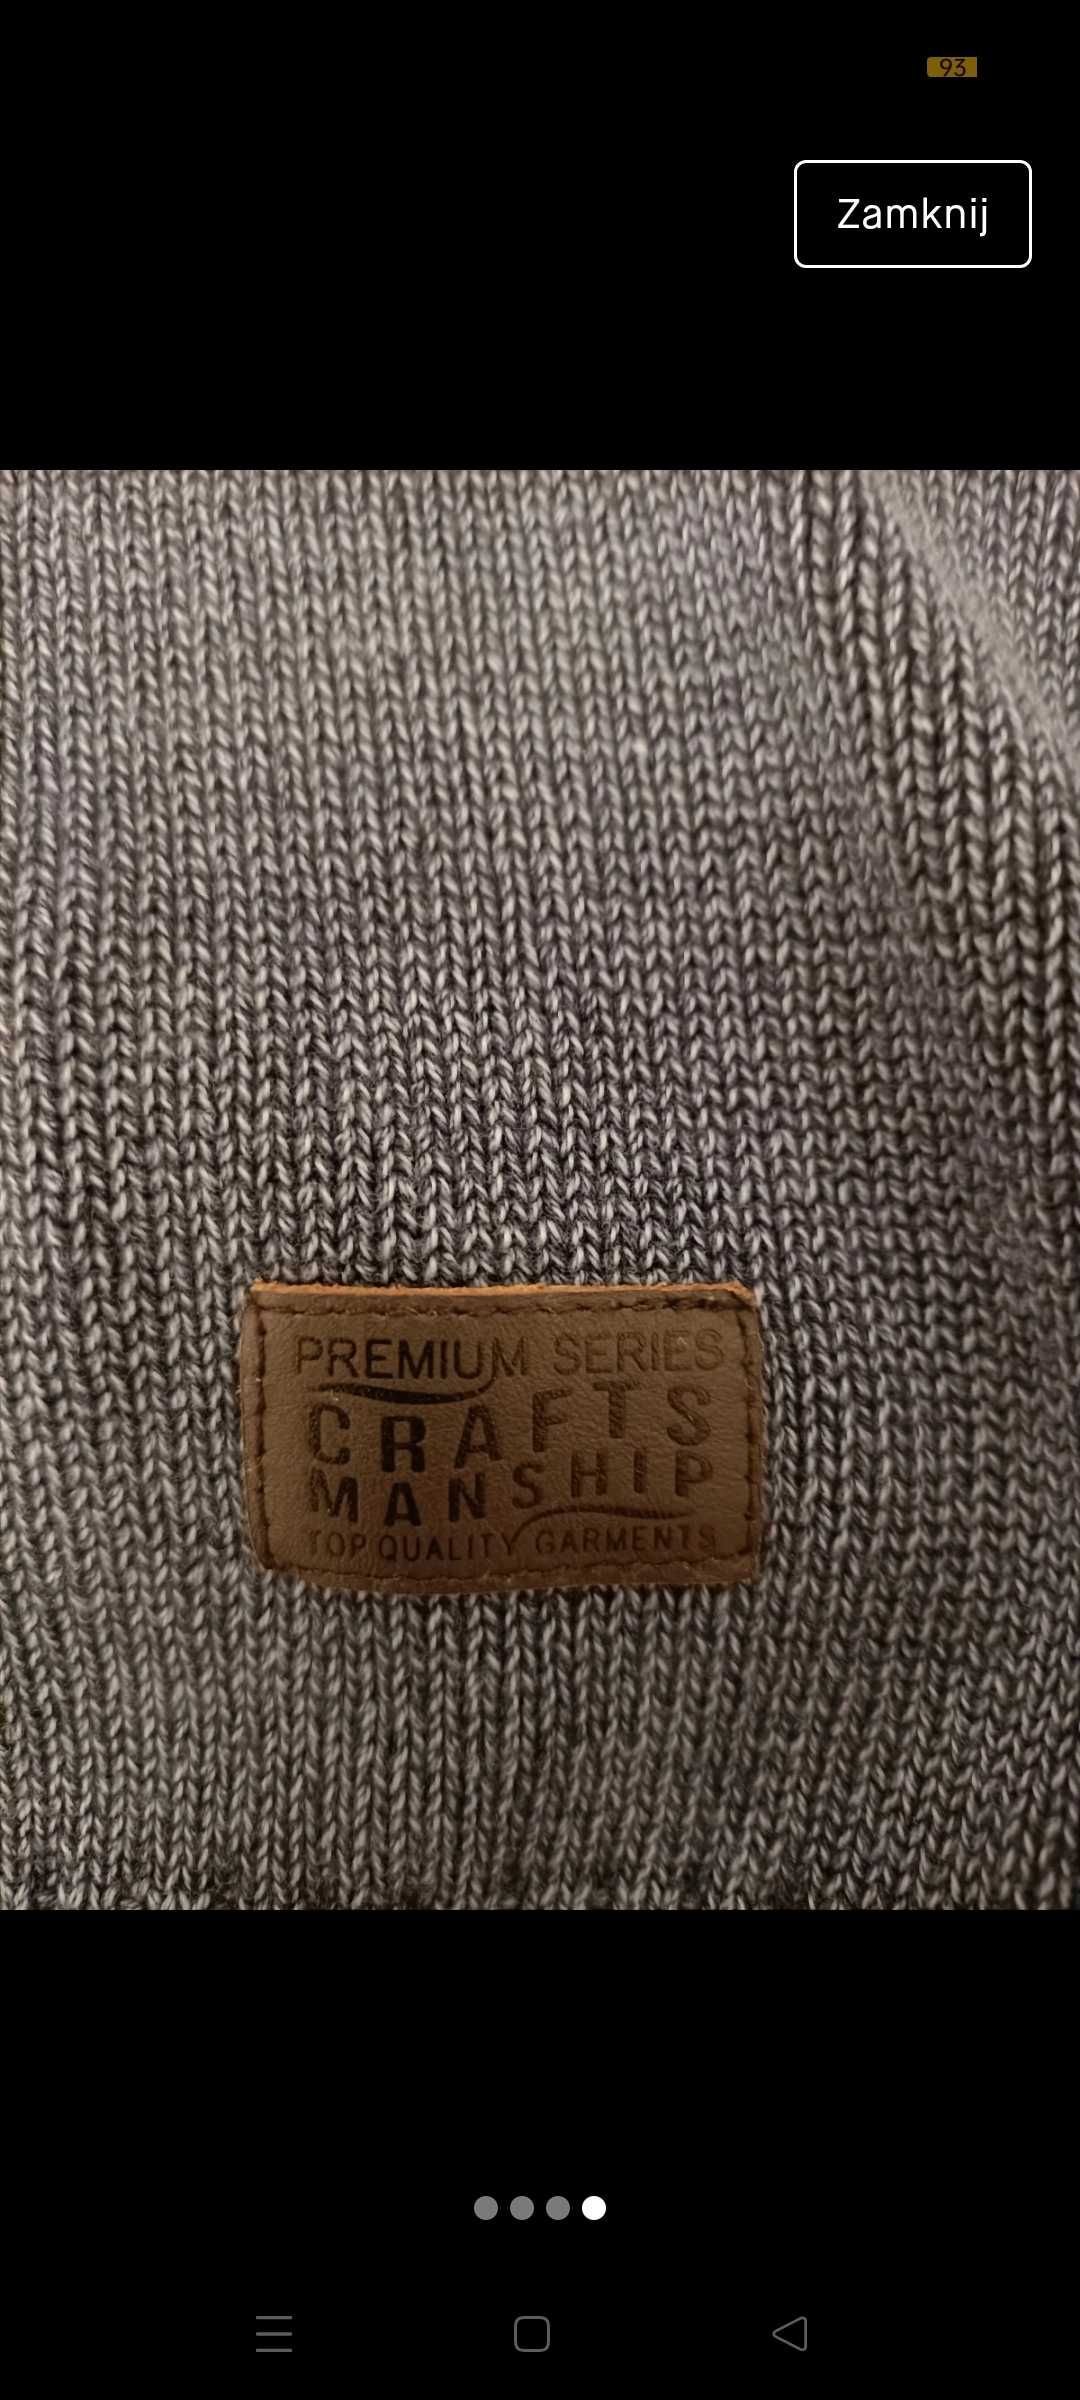 93
Zamknij
PREMIUM SERIES
CRAFTS
MANSHIP
TOP QUALITY GARMENTS